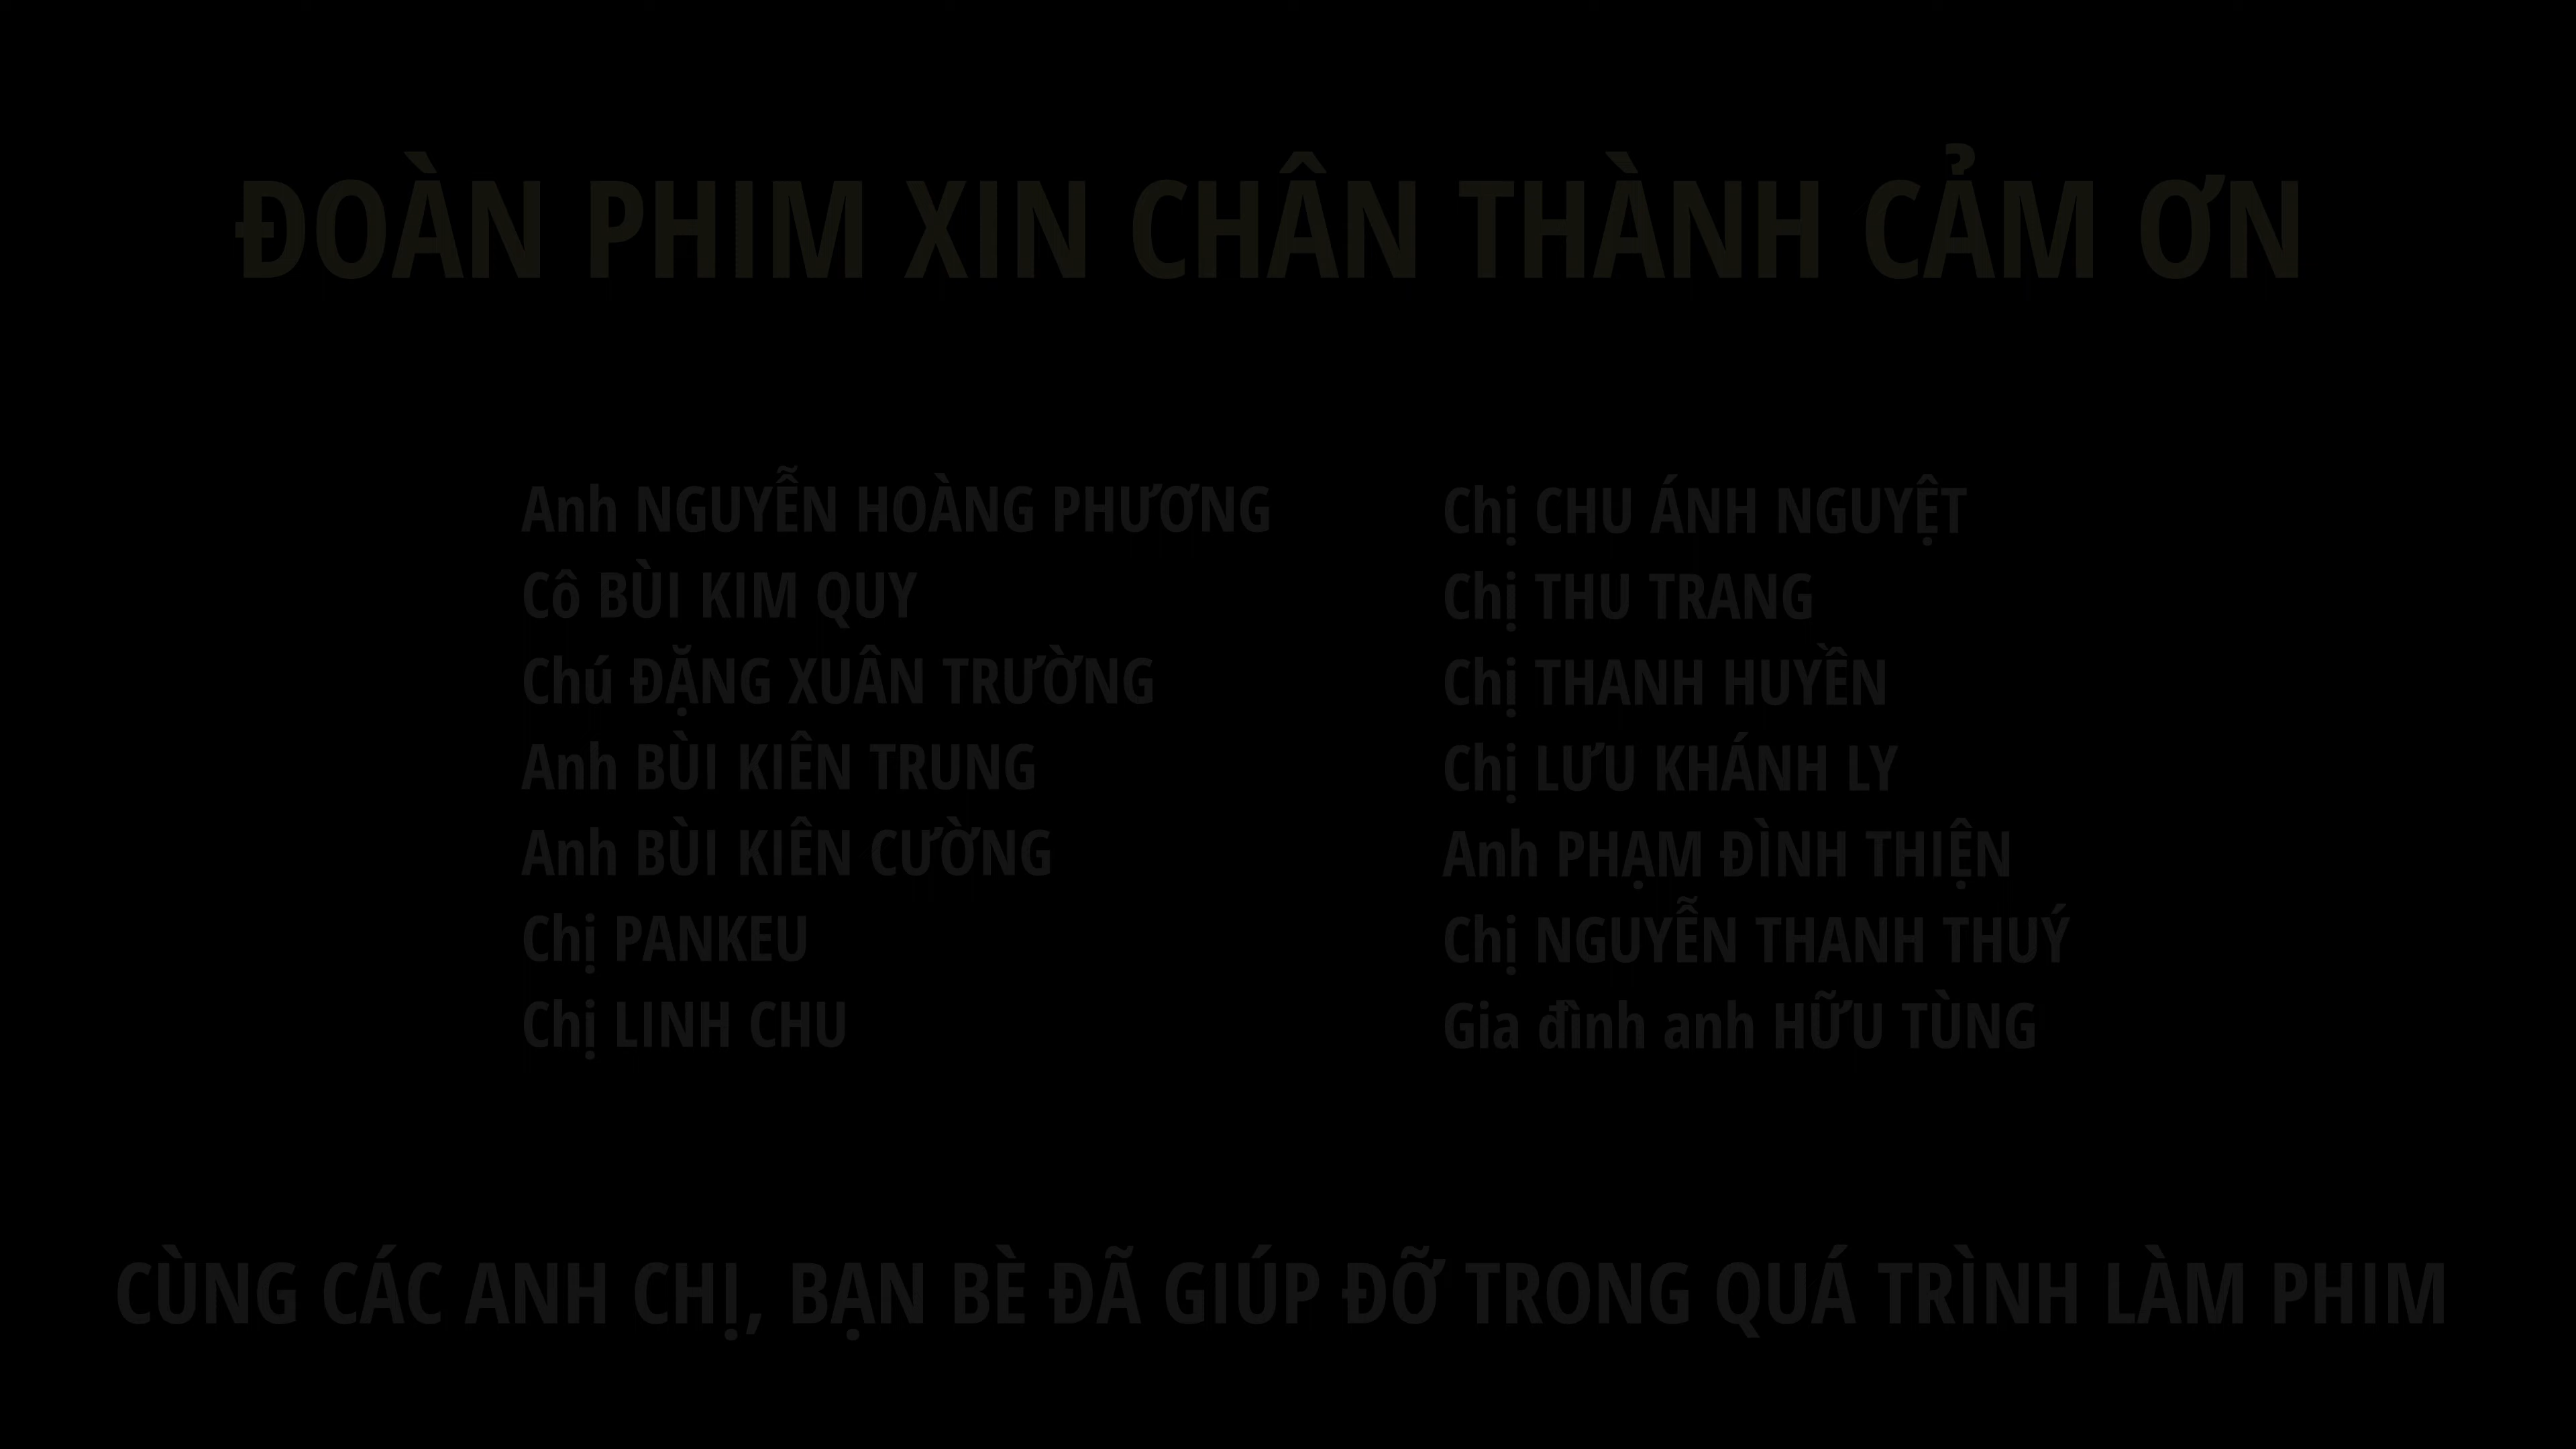 ĐOÀN PHIM XIN CHÂN THÀNH CẢM ƠN
Anh NGUYỄN HOÀNG PHƯƠNG
Cô BÙI KIM QUY
Chú ĐẶNG XUÂN TRƯỜNG
Anh BÙI KIÊN TRUNG
Anh BÙI KIÊN CƯỜNG
Chị PANKEU
Chị LINH CHU
Chị CHU ÁNH NGUYỆT
Chị THU TRANG
Chị THANH HUYỀN
Chị LƯU KHÁNH LY
Anh PHẠM ĐÌNH THIỆN
Chị NGUYỄN THANH THUÝ
Gia đình anh HỮU TÙNG
CÙNG CÁC ANH CHỊ, BẠN BÈ ĐÃ GIÚP ĐỠ TRONG QUÁ TRÌNH LÀM PHIM